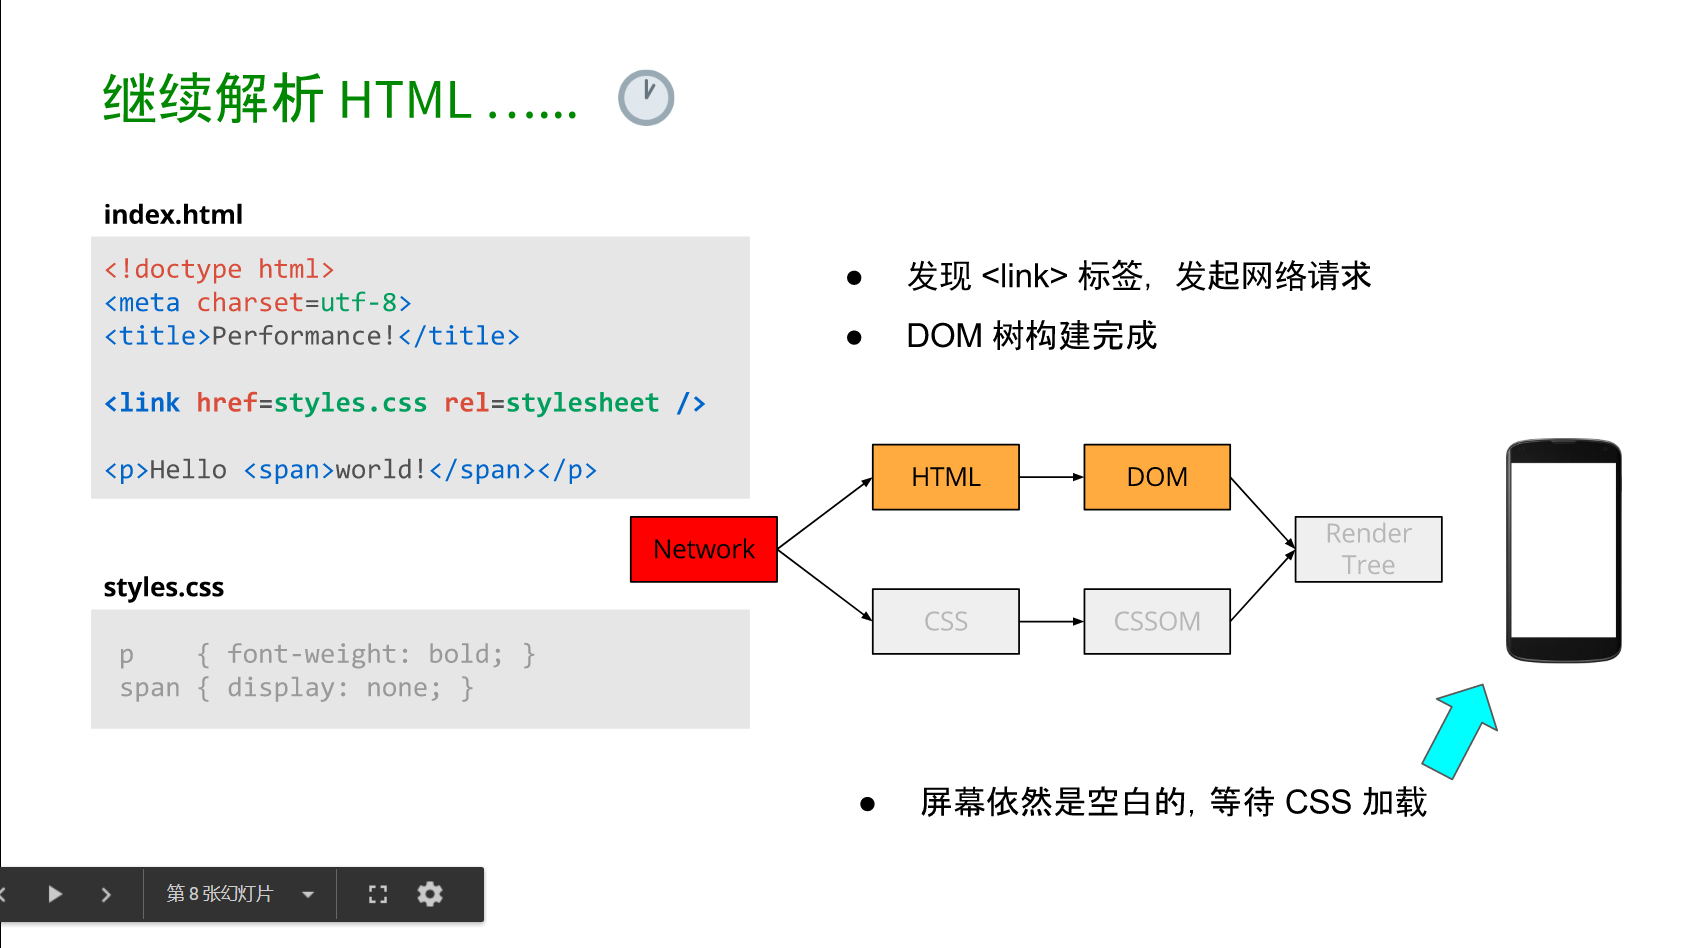 继续解析 HTML ......
index.html
<!doctype html>
<meta charset=utf-8>
<title>Performance!</title>
<link href=styles.css rel=stylesheet />
<p>Hello <span>world!</span></p>
styles.css
p    { font-weight: bold; }
span { display: none; }
● 发现 <link> 标签，发起网络请求
● DOM 树构建完成
Network
HTML
DOM
CSS
CSSOM
Render
Tree
● 屏幕依然是空白的，等待 CSS 加载
第 8 张幻灯片